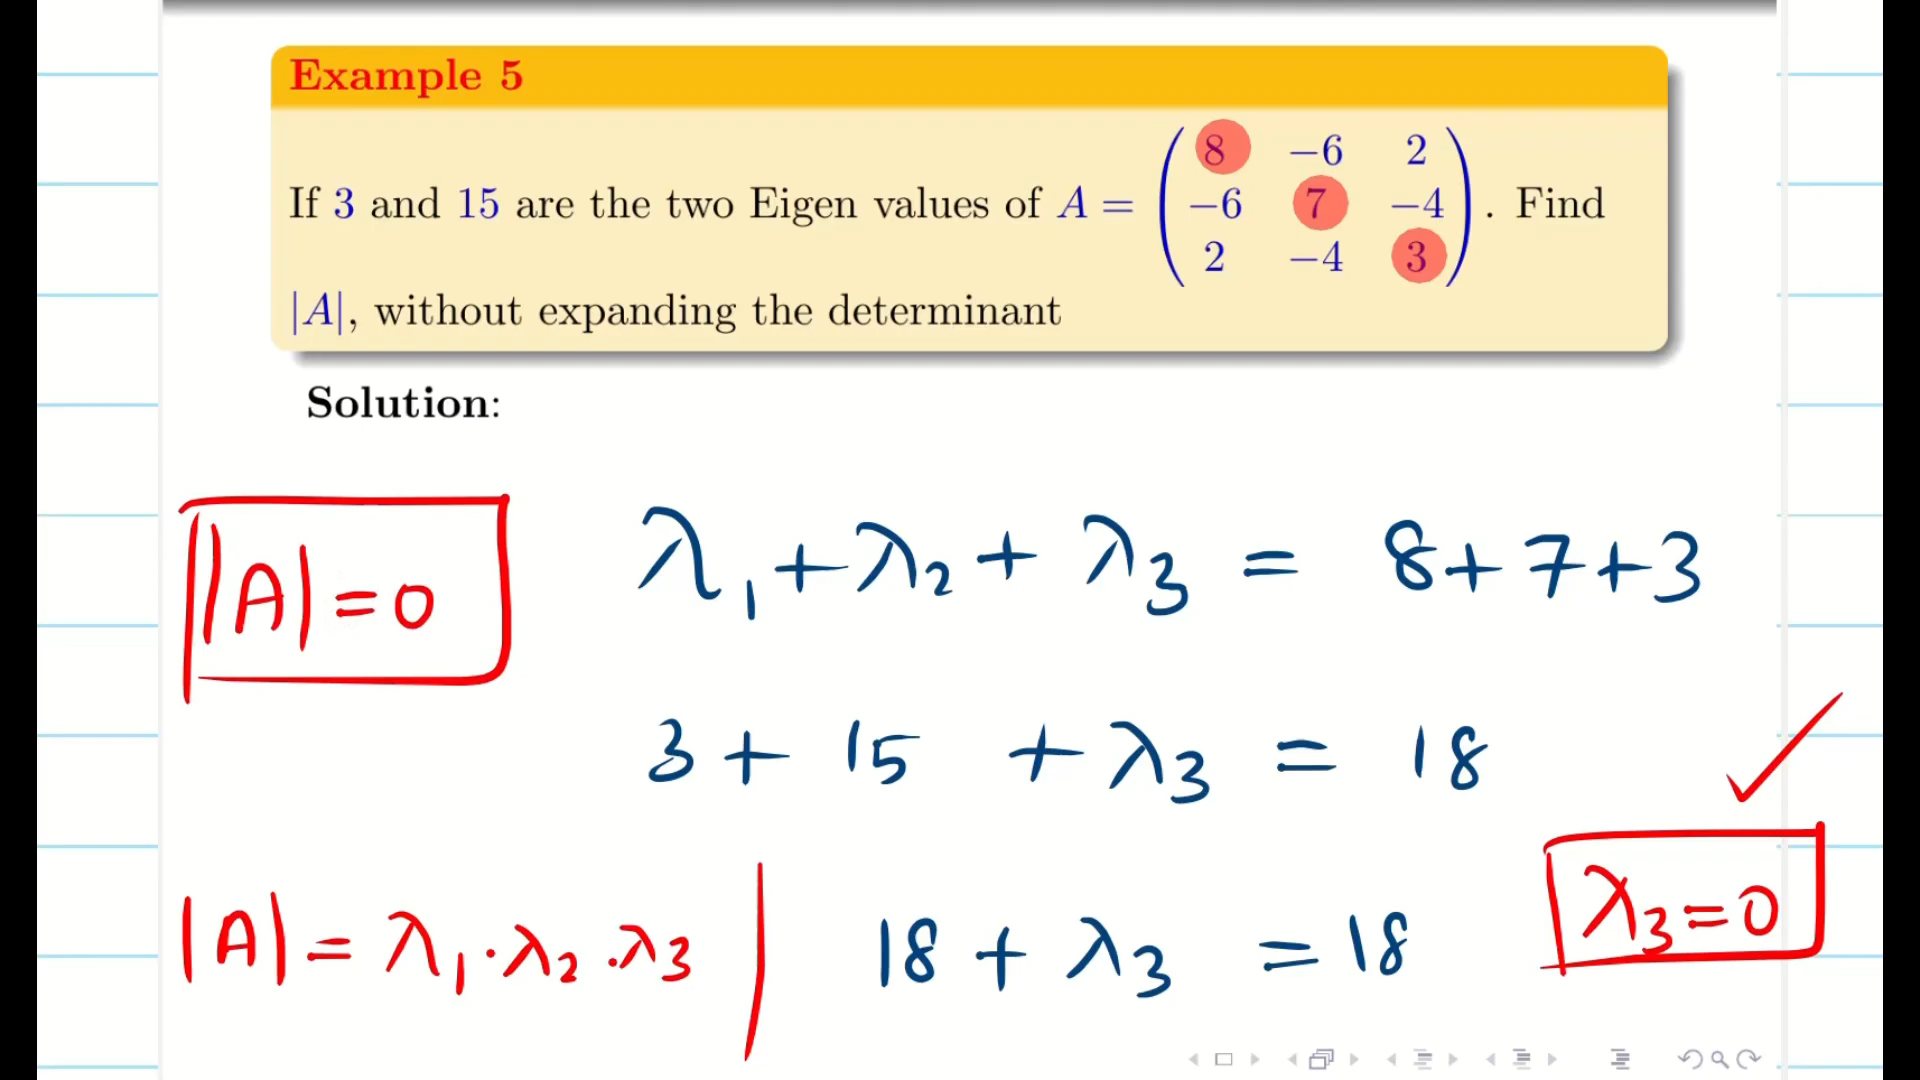 Example 5
If 3 and 15 are the two Eigen values of A = ( 8 −6 2
−6 7 −4
2 −4 3 ) . Find
|A|, without expanding the determinant
Solution:
|A| = 0
λ₁ + λ₂ + λ₃ = 8 + 7 + 3
3 + 15 + λ₃ = 18
|A| = λ₁ · λ₂ · λ₃
18 + λ₃ = 18
λ₃ = 0